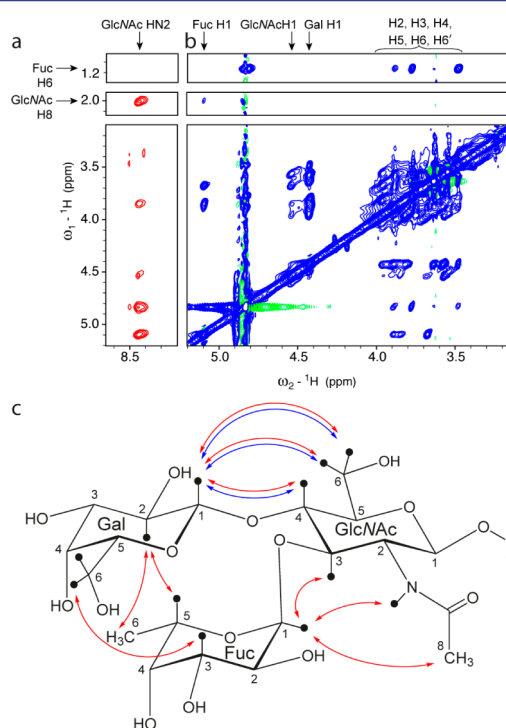 a
GlcNAc HN2
b
Fuc H1
GlcNAcH1
Gal H1
H2, H3, H4,
H5, H6, H6′
Fuc
H6
1.2
GlcNAc
H8
2.0
3.5
4.0
4.5
5.0
8.5
5.0
4.5
4.0
3.5
ω1 - 1H (ppm)
ω2 - 1H (ppm)
c
OH
6
OH
3
2
1
4
5
O
HO
Gal
O
GlcNAc
O
4
5
O
6
O
3
2
1
OH
HO
N
O
H3C
6
5
O
1
8
CH3
Fuc
4
3
2
OH
OH
HO